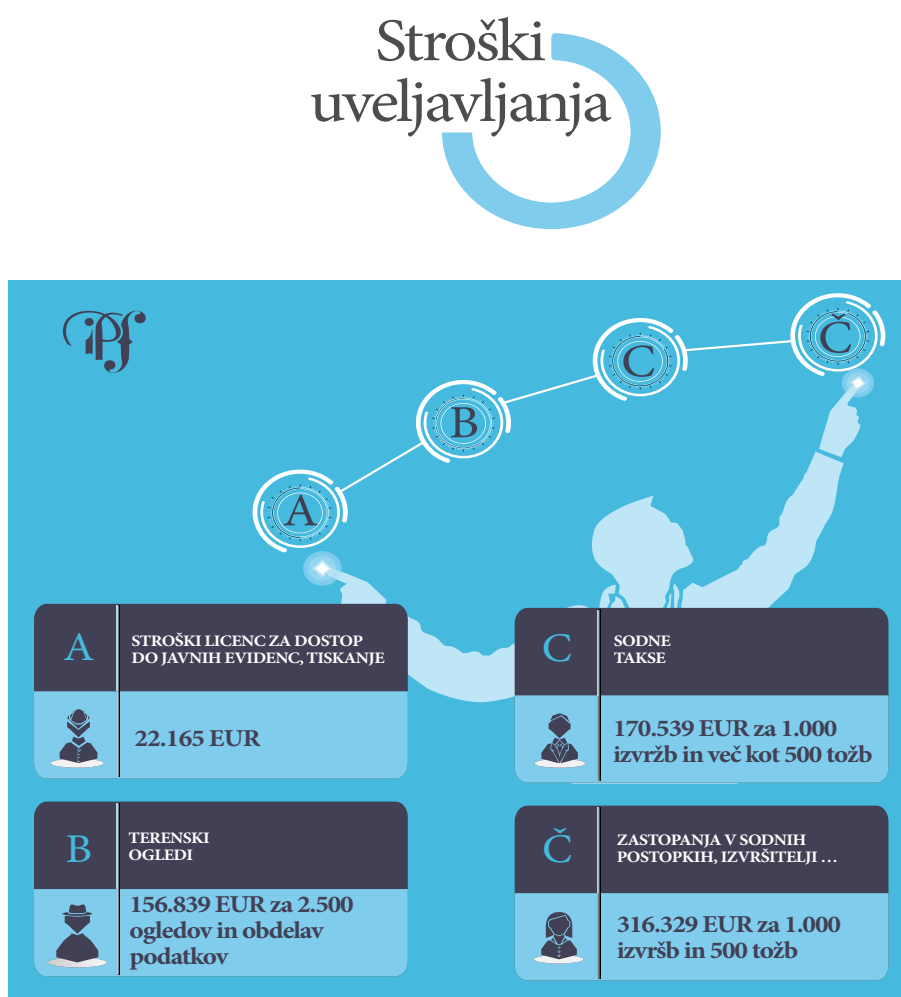 Stroški
uveljavljanja
ipf
A
B
C
Č
A
STROŠKI LICENC ZA DOSTOP
DO JAVNIH EVIDENC, TISKANJE
22.165 EUR
B
TERENSKI
OGLEDI
156.839 EUR za 2.500
ogledov in obdelav
podatkov
C
SODNE
TAKSE
170.539 EUR za 1.000
izvržb in več kot 500 tožb
Č
ZASTOPANJA V SODNIH
POSTOPKIH, IZVRŠITELJI ...
316.329 EUR za 1.000
izvršb in 500 tožb